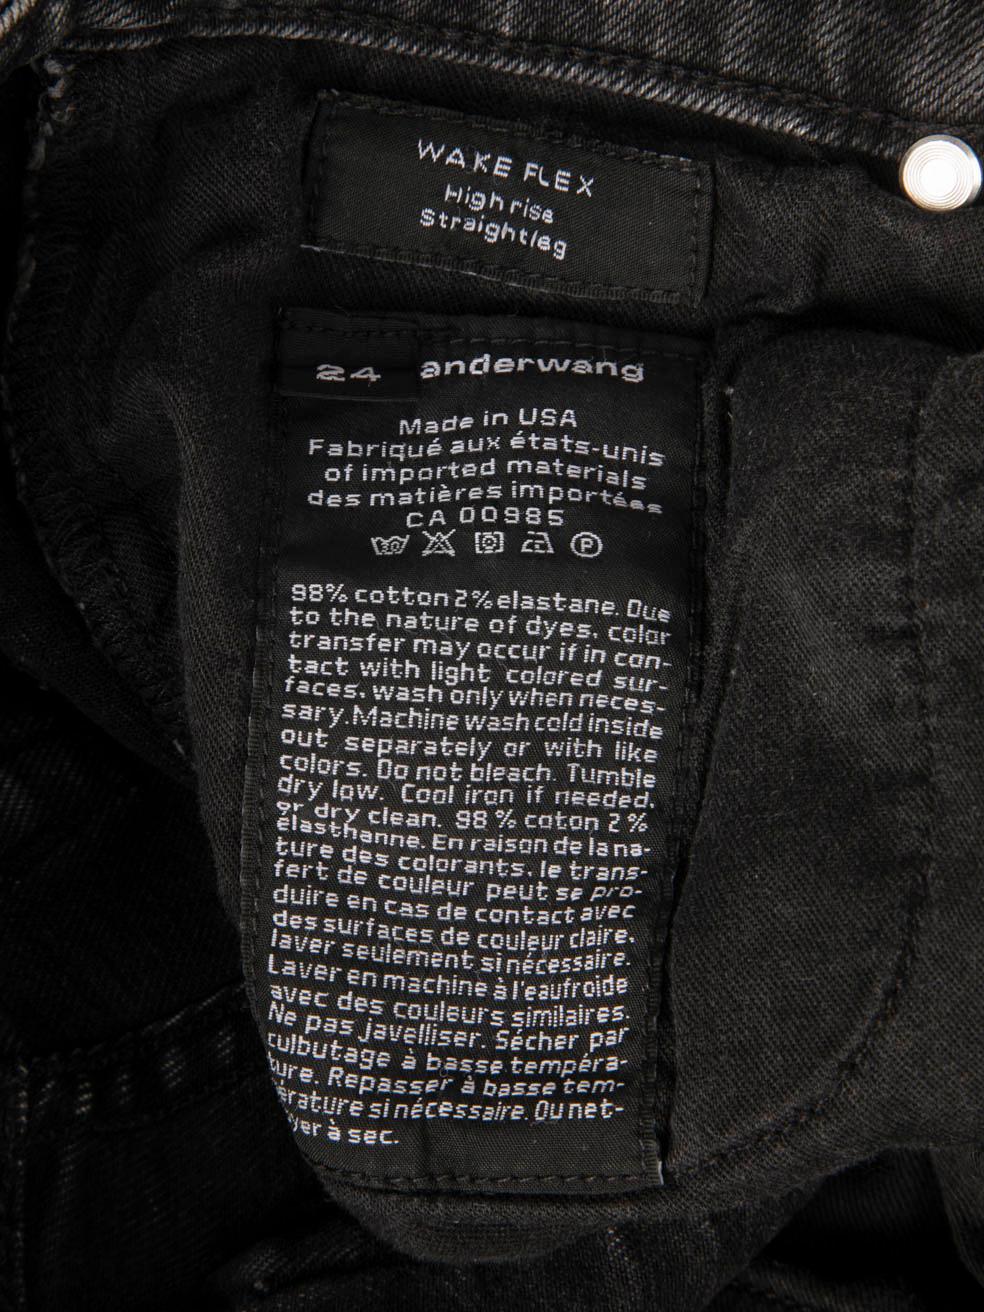 WAKE FLEX
High rise
Straight leg
24 anderwang
Made in USA
Fabriqué aux états-unis
of imported materials
des matières importées
CA 00985
P
98% cotton 2% elastane. Due
to the nature of dyes, color
transfer may occur if in con-
tact with light colored sur-
faces. wash only when neces-
sary. Machine wash cold inside
out separately or with like
colors. Do not bleach. Tumble
dry low. Cool iron if needed.
or dry clean. 98 % coton 2 %
élasthanne. En raison de la na-
ture des colorants, le trans-
fert de couleur peut se pro-
duire en cas de contact avec
des surfaces de couleur claire.
laver seulement si nécessaire.
Laver en machine à l'eau froide
avec des couleurs similaires.
Ne pas javelliser. Sécher par
culbutage à basse tempéra-
ture. Repasser à basse tem-
pérature si nécessaire. Ou net-
yer à sec.